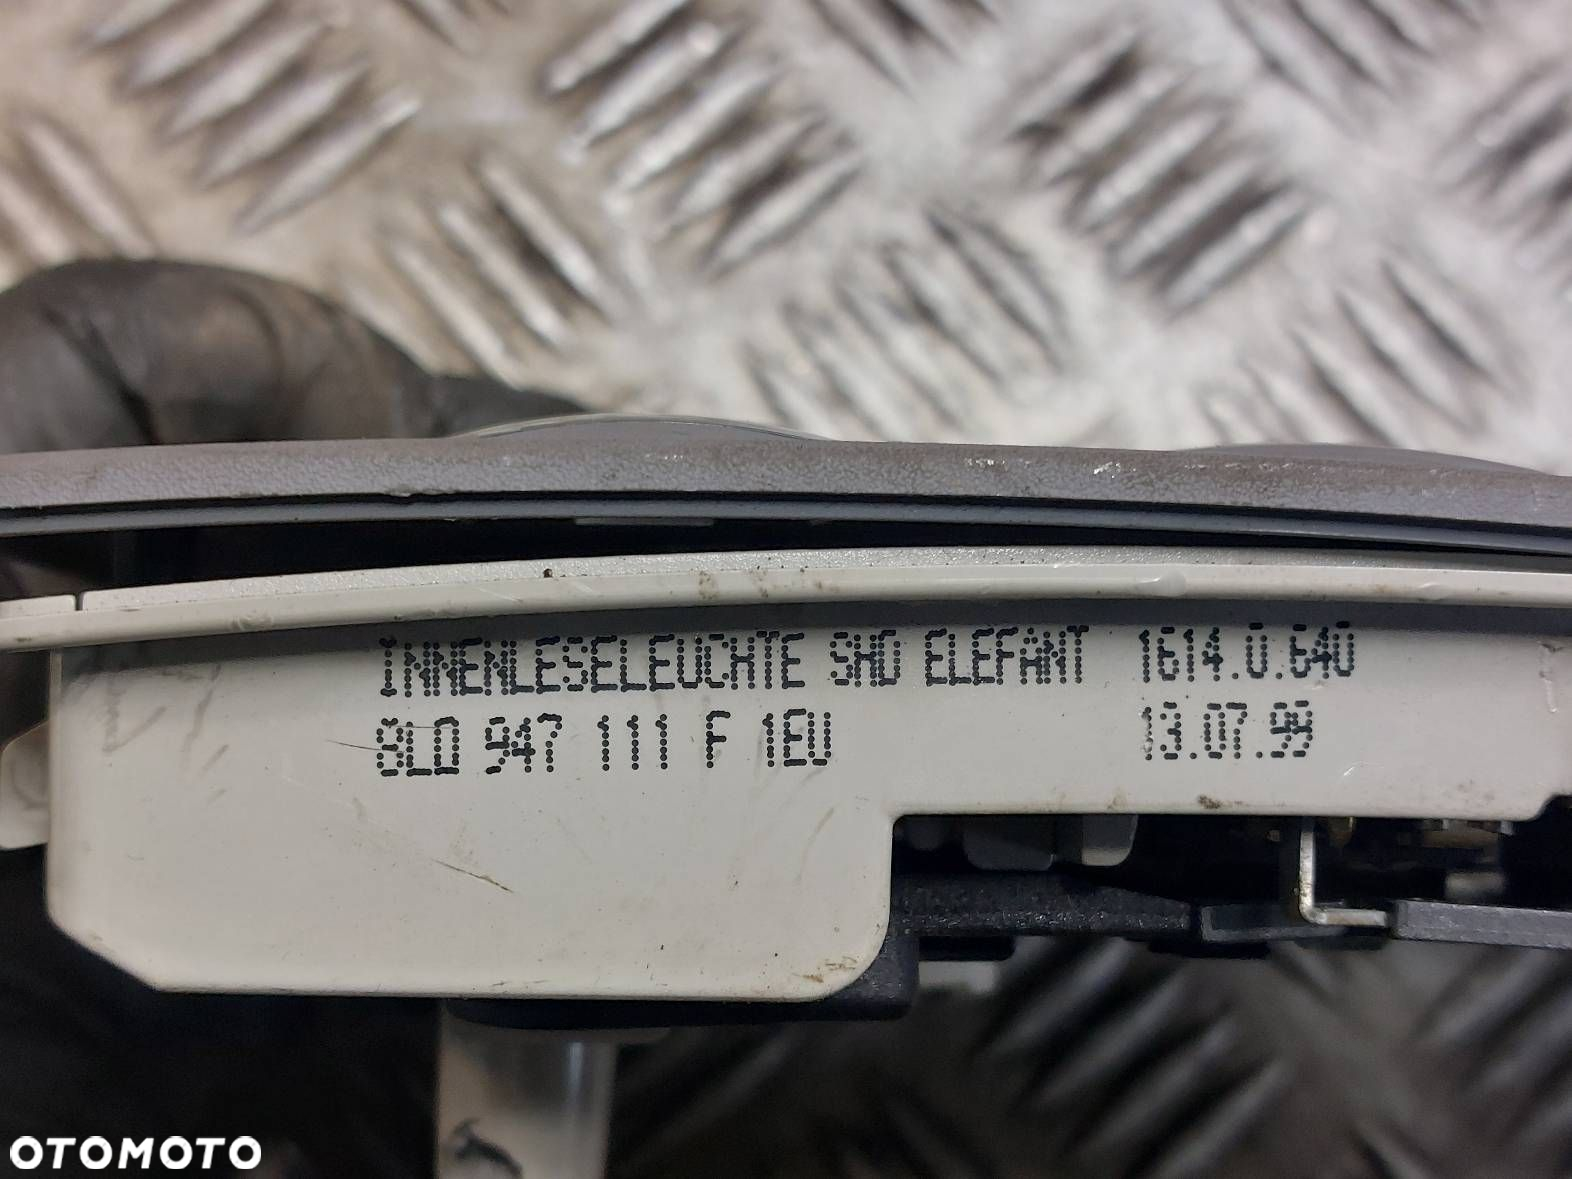 INNENLESELEUCHTE SHD ELEFANT 1614.0.640
8L0 947 111 F 1EU 13.07.99
OTOMOTO